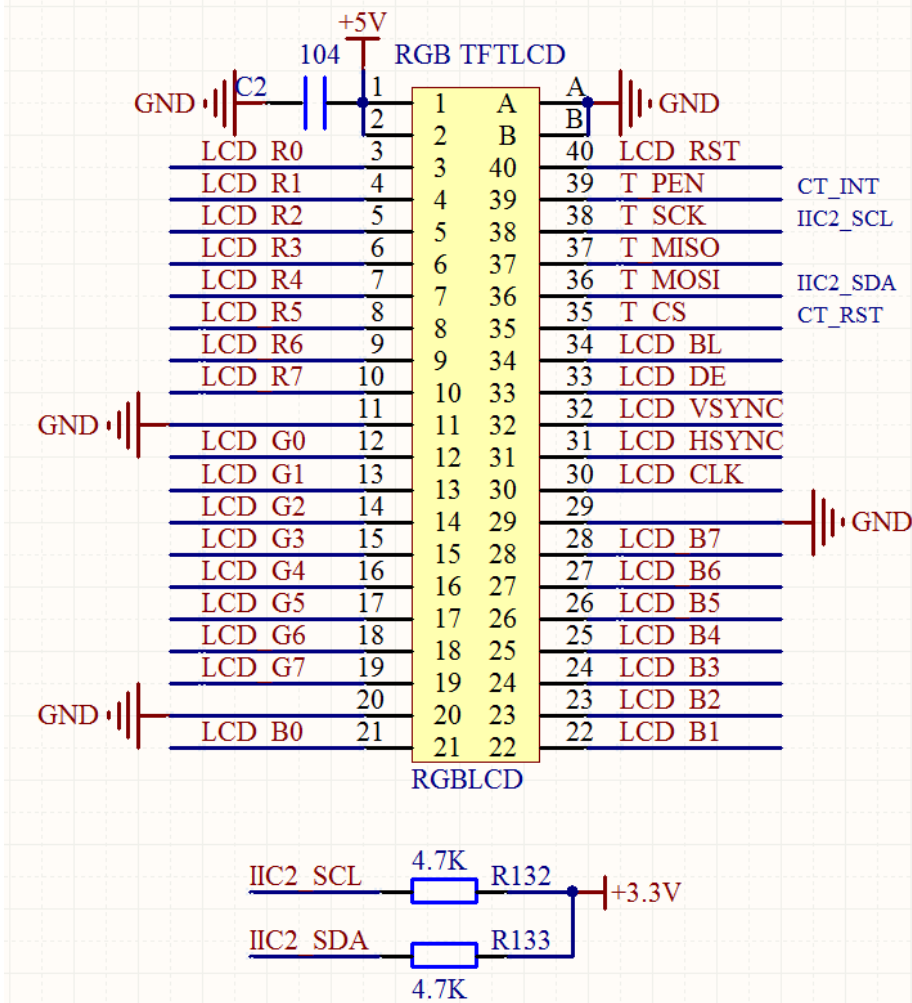 +5V
104 RGB TFTLCD
GND C2 1 1 A A GND
2 2 B B
LCD_R0 3 3 40 40 LCD_RST
LCD_R1 4 4 39 39 T_PEN CT_INT
LCD_R2 5 5 38 38 T_SCK IIC2_SCL
LCD_R3 6 6 37 37 T_MISO
LCD_R4 7 7 36 36 T_MOSI IIC2_SDA
LCD_R5 8 8 35 35 T_CS CT_RST
LCD_R6 9 9 34 34 LCD_BL
LCD_R7 10 10 33 33 LCD_DE
GND 11 11 32 32 LCD_VSYNC
LCD_G0 12 12 31 31 LCD_HSYNC
LCD_G1 13 13 30 30 LCD_CLK
LCD_G2 14 14 29 29 GND
LCD_G3 15 15 28 28 LCD_B7
LCD_G4 16 16 27 27 LCD_B6
LCD_G5 17 17 26 26 LCD_B5
LCD_G6 18 18 25 25 LCD_B4
LCD_G7 19 19 24 24 LCD_B3
GND 20 20 23 23 LCD_B2
LCD_B0 21 21 22 22 LCD_B1
RGBLCD
4.7K
IIC2_SCL R132 +3.3V
IIC2_SDA R133
4.7K